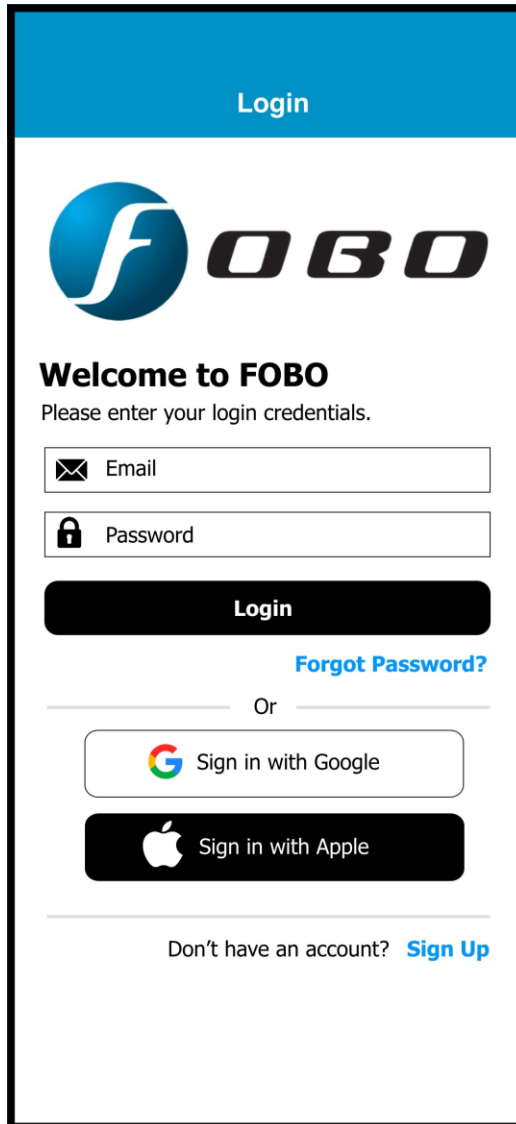 Login
FOBO
Welcome to FOBO
Please enter your login credentials.
Email
Password
Login
Forgot Password?
Or
Sign in with Google
Sign in with Apple
Don’t have an account? Sign Up